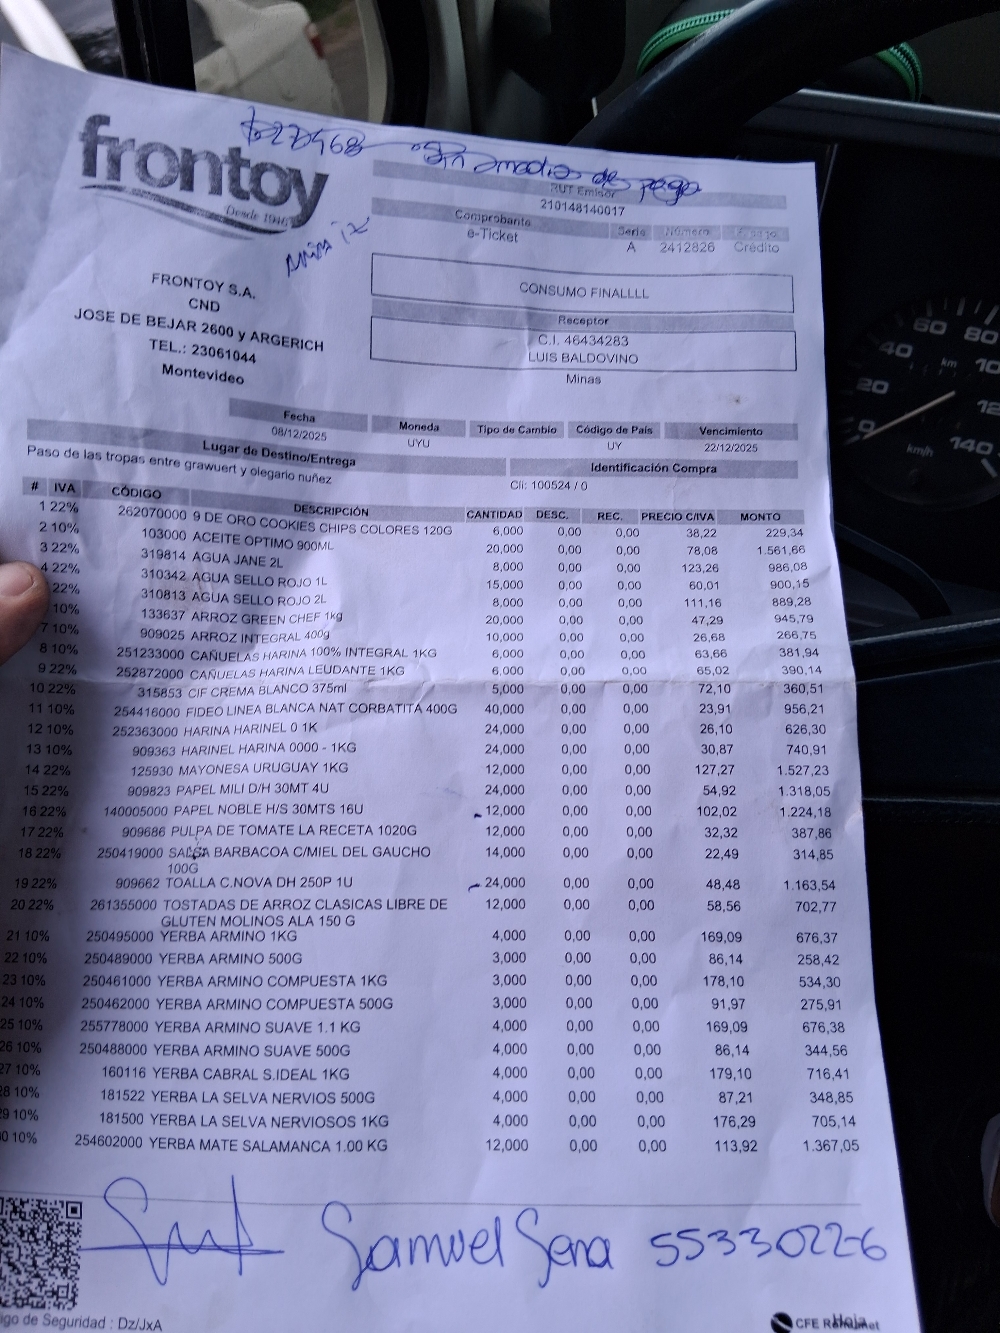 $27468
frontoy
Desde 1946
RUT Emisor
210148140017
Comprobante Serie Número
e-Ticket A 2412826 Crédito
FRONTOY S.A.
CND
JOSE DE BEJAR 2600 y ARGERICH
TEL.: 23061044
Montevideo
CONSUMO FINALLLL
Receptor
C.I. 46434283
LUIS BALDOVINO
Minas
Fecha Moneda Tipo de Cambio Código de País Vencimiento
08/12/2025 UYU UY 22/12/2025
Lugar de Destino/Entrega Identificación Compra
Paso de las tropas entre grawuert y olegario nuñez Cli: 100524 / 0
# IVA CÓDIGO DESCRIPCIÓN CANTIDAD DESC. REC. PRECIO C/IVA MONTO
1 22% 262070000 9 DE ORO COOKIES CHIPS COLORES 120G 6,000 0,00 0,00 38,22 229,34
2 10% 103000 ACEITE OPTIMO 900ML 20,000 0,00 0,00 78,08 1.561,66
3 22% 319814 AGUA JANE 2L 8,000 0,00 0,00 123,26 986,08
4 22% 310342 AGUA SELLO ROJO 1L 15,000 0,00 0,00 60,01 900,15
22% 310813 AGUA SELLO ROJO 2L 8,000 0,00 0,00 111,16 889,28
10% 133637 ARROZ GREEN CHEF 1kg 20,000 0,00 0,00 47,29 945,79
7 10% 909025 ARROZ INTEGRAL 400g 10,000 0,00 0,00 26,68 266,75
8 10% 251233000 CAÑUELAS HARINA 100% INTEGRAL 1KG 6,000 0,00 0,00 63,66 381,94
9 22% 252872000 CAÑUELAS HARINA LEUDANTE 1KG 6,000 0,00 0,00 65,02 390,14
10 22% 315853 CIF CREMA BLANCO 375ml 5,000 0,00 0,00 72,10 360,51
11 10% 254416000 FIDEO LINEA BLANCA NAT CORBATITA 400G 40,000 0,00 0,00 23,91 956,21
12 10% 252363000 HARINA HARINEL 0 1K 24,000 0,00 0,00 26,10 626,30
13 10% 909363 HARINEL HARINA 0000 - 1KG 24,000 0,00 0,00 30,87 740,91
14 22% 125930 MAYONESA URUGUAY 1KG 12,000 0,00 0,00 127,27 1.527,23
15 22% 909823 PAPEL MILI D/H 30MT 4U 24,000 0,00 0,00 54,92 1.318,05
16 22% 140005000 PAPEL NOBLE H/S 30MTS 16U 12,000 0,00 0,00 102,02 1.224,18
17 22% 909686 PULPA DE TOMATE LA RECETA 1020G 12,000 0,00 0,00 32,32 387,86
18 22% 250419000 SALSA BARBACOA C/MIEL DEL GAUCHO 14,000 0,00 0,00 22,49 314,85
100G
19 22% 909662 TOALLA C.NOVA DH 250P 1U 24,000 0,00 0,00 48,48 1.163,54
20 22% 261355000 TOSTADAS DE ARROZ CLASICAS LIBRE DE 12,000 0,00 0,00 58,56 702,77
GLUTEN MOLINOS ALA 150 G
21 10% 250495000 YERBA ARMINO 1KG 4,000 0,00 0,00 169,09 676,37
22 10% 250489000 YERBA ARMINO 500G 3,000 0,00 0,00 86,14 258,42
23 10% 250461000 YERBA ARMINO COMPUESTA 1KG 3,000 0,00 0,00 178,10 534,30
24 10% 250462000 YERBA ARMINO COMPUESTA 500G 3,000 0,00 0,00 91,97 275,91
25 10% 255778000 YERBA ARMINO SUAVE 1.1 KG 4,000 0,00 0,00 169,09 676,38
26 10% 250488000 YERBA ARMINO SUAVE 500G 4,000 0,00 0,00 86,14 344,56
27 10% 160116 YERBA CABRAL S.IDEAL 1KG 4,000 0,00 0,00 179,10 716,41
28 10% 181522 YERBA LA SELVA NERVIOS 500G 4,000 0,00 0,00 87,21 348,85
29 10% 181500 YERBA LA SELVA NERVIOSOS 1KG 4,000 0,00 0,00 176,29 705,14
0 10% 254602000 YERBA MATE SALAMANCA 1.00 KG 12,000 0,00 0,00 113,92 1.367,05
Samuel Sena 55330226
igo de Seguridad : Dz/JxA
CFE
0 20 40 60 80 140
km
km/h